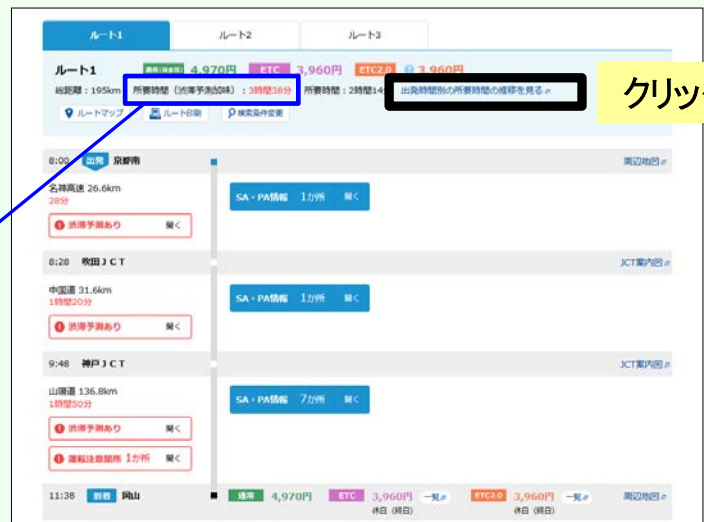 ルート1 ルート2 ルート3
ルート1 4,970円 ETC 3,960円 ETC2.0 3,960円
総距離:195km 所要時間(渋滞予測加味):3時間38分 所要時間:2時間14 出発時間別の所要時間の推移を見る
クリッ
ルートマップ ルート印刷 検索条件変更
8:00 出発 京都南 周辺地図
名神高速 26.6km
28分
SA・PA情報 1か所 開く
渋滞予測あり 開く
8:28 吹田JCT JCT案内図
中国道 31.6km
1時間20分
SA・PA情報 1か所 開く
渋滞予測あり 開く
9:48 神戸JCT JCT案内図
山陽道 136.8km
1時間50分
SA・PA情報 7か所 開く
渋滞予測あり 開く
運転注意箇所 1か所 開く
11:38 到着 岡山 通常 4,970円 ETC 3,960円 一覧 ETC2.0 3,960円 一覧 周辺地図
休日(終日) 休日(終日)